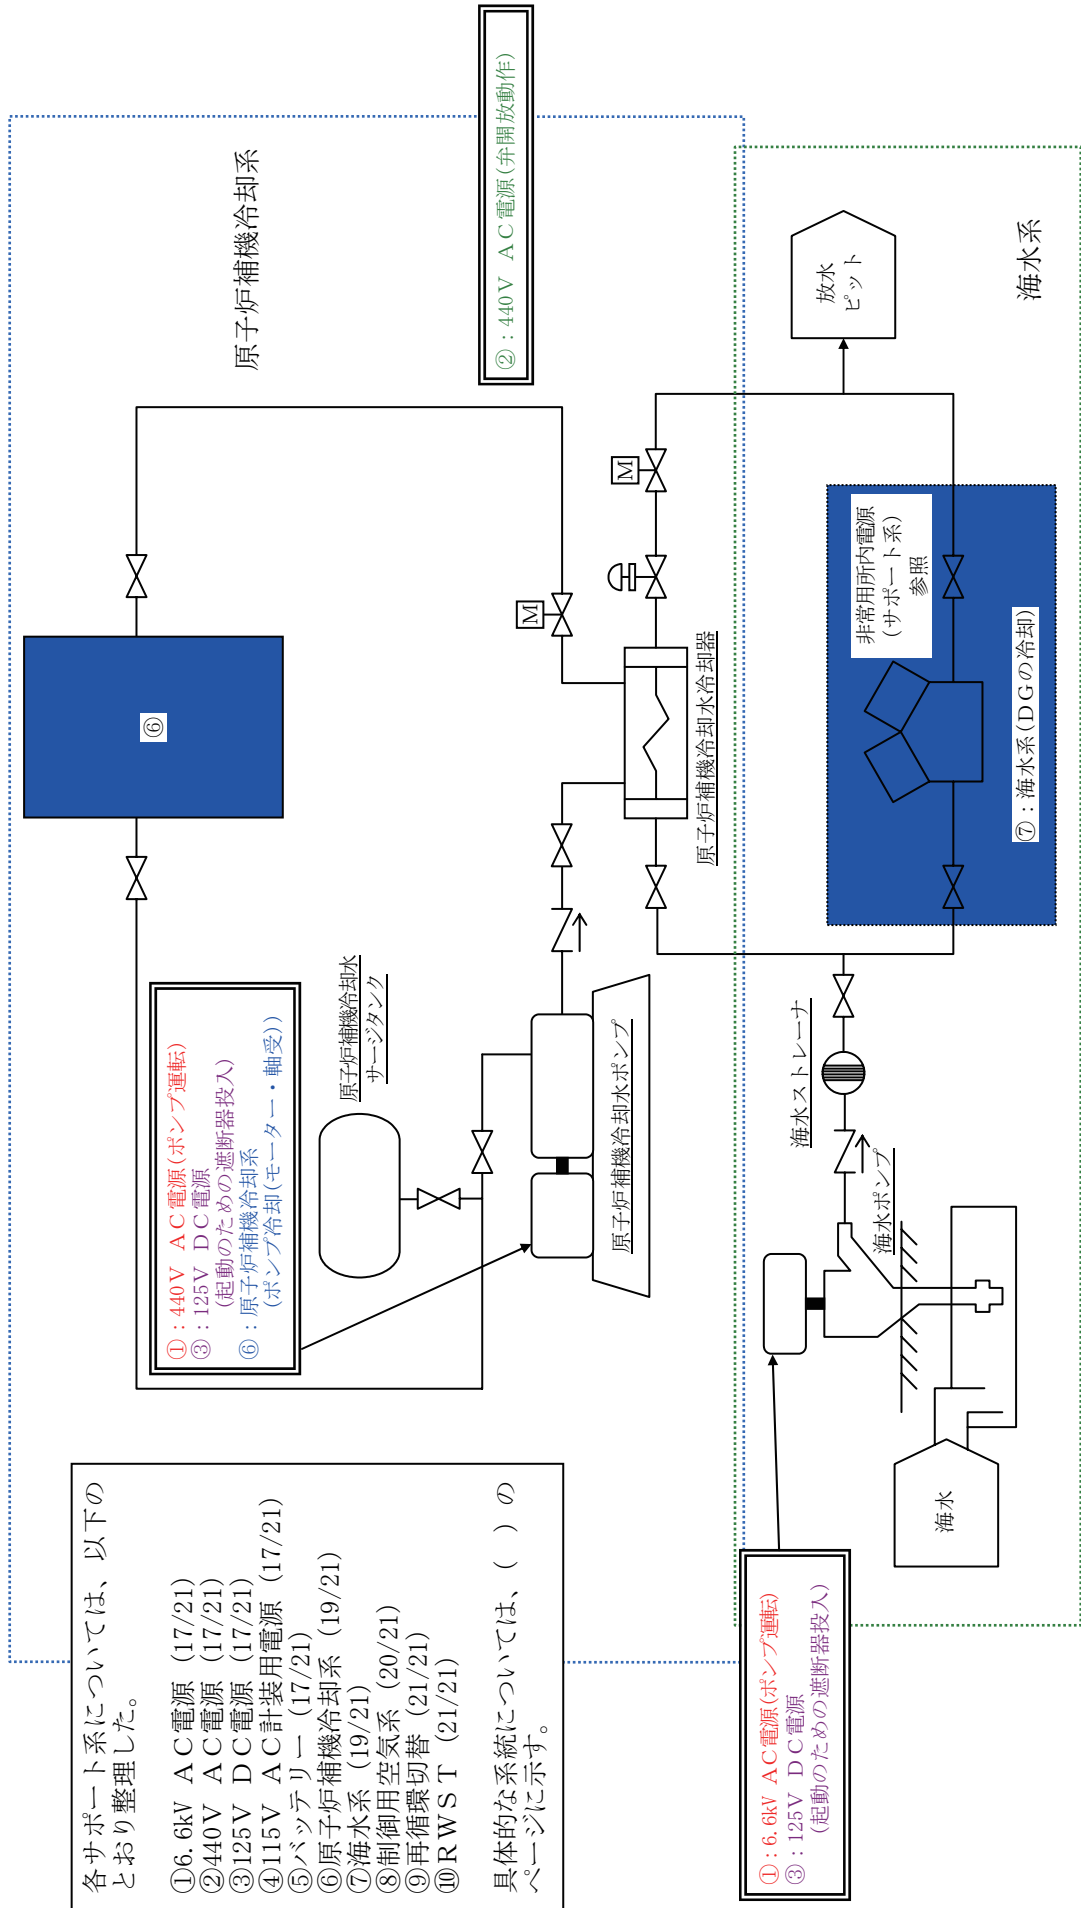 各サポート系については、以下の
とおり整理した。
①6.6kV AC電源 (17/21)
②440V AC電源 (17/21)
③125V DC電源 (17/21)
④115V AC計装用電源 (17/21)
⑤バッテリー (17/21)
⑥原子炉補機冷却系 (19/21)
⑦海水系 (19/21)
⑧制御用空気系 (20/21)
⑨再循環切替 (21/21)
⑩RWST (21/21)
具体的な系統については、( )の
ページに示す。
原子炉補機冷却系
⑥
①：440V AC電源(ポンプ運転)
③：125V DC電源
(起動のための遮断器投入)
⑥：原子炉補機冷却系
(ポンプ冷却(モーター・軸受))
②：440V AC電源(弁開放動作)
原子炉補機冷却水
サージタンク
原子炉補機冷却水ポンプ
M
M
原子炉補機冷却水冷却器
①：6.6kV AC電源(ポンプ運転)
③：125V DC電源
(起動のための遮断器投入)
海水
海水ポンプ
海水ストレーナ
非常用所内電源
(サポート系)
参照
⑦：海水系(DGの冷却)
放水
ピット
海水系